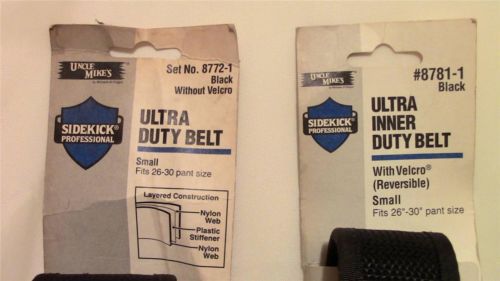 UNCLE
MIKE'S
Set No. 8772-1
Black
Without Velcro
SIDEKICK®
PROFESSIONAL
ULTRA
DUTY BELT
Small
Fits 26-30 pant size
Layered Construction
Nylon
Web
Plastic
Stiffener
Nylon
Web
UNCLE
MIKE'S
#8781-1
Black
SIDEKICK®
PROFESSIONAL
ULTRA
INNER
DUTY BELT
With Velcro®
(Reversible)
Small
Fits 26"-30" pant size